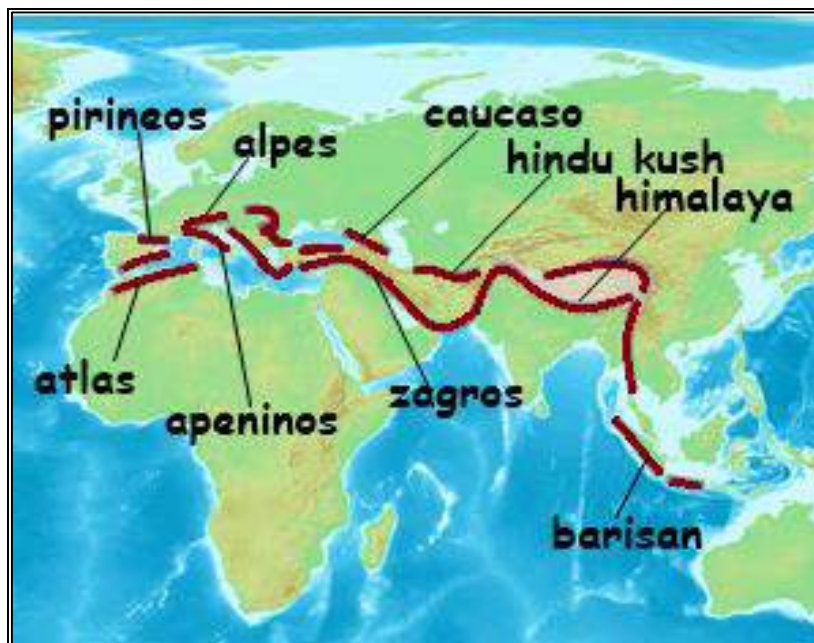 pirineos
caucaso
alpes
hindu kush
himalaya
atlas
apeninos
zagros
barisan